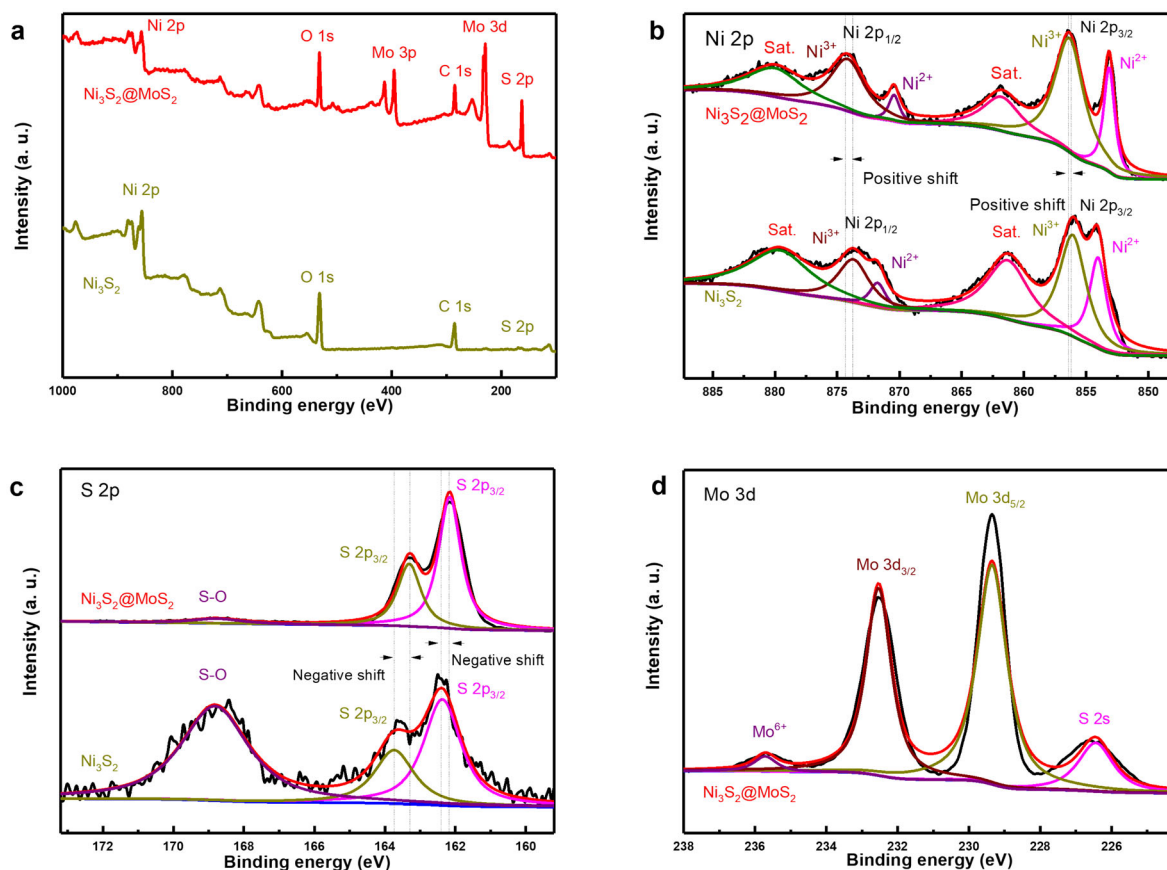 a
Ni 2p
O 1s
Mo 3p
Mo 3d
C 1s
S 2p
Ni₃S₂@MoS₂
Ni 2p
O 1s
C 1s
S 2p
Ni₃S₂
Intensity (a. u.)
1000 800 600 400 200
Binding energy (eV)
b
Ni 2p
Sat.
Ni³⁺
Ni 2p₁/₂
Ni²⁺
Sat.
Ni³⁺
Ni 2p₃/₂
Ni²⁺
Ni₃S₂@MoS₂
Positive shift
Positive shift
Sat.
Ni³⁺
Ni 2p₁/₂
Ni²⁺
Sat.
Ni³⁺
Ni 2p₃/₂
Ni²⁺
Ni₃S₂
Intensity (a. u.)
885 880 875 870 865 860 855 850
Binding energy (eV)
c
S 2p
S 2p₃/₂
S 2p₃/₂
S-O
Ni₃S₂@MoS₂
Negative shift
Negative shift
S-O
S 2p₃/₂
S 2p₃/₂
Ni₃S₂
Intensity (a. u.)
172 170 168 166 164 162 160
Binding energy (eV)
d
Mo 3d
Mo 3d₅/₂
Mo 3d₃/₂
Mo⁶⁺
S 2s
Ni₃S₂@MoS₂
Intensity (a. u.)
238 236 234 232 230 228 226
Binding energy (eV)